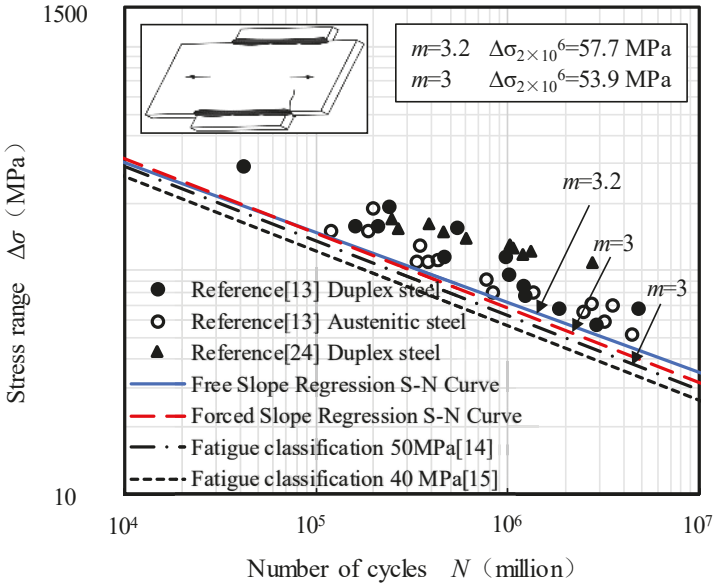 1500
m=3.2 Δσ2×10⁶=57.7 MPa
m=3 Δσ2×10⁶=53.9 MPa
Stress range Δσ（MPa）
m=3.2
m=3
m=3
Reference[13] Duplex steel
Reference[13] Austenitic steel
Reference[24] Duplex steel
Free Slope Regression S-N Curve
Forced Slope Regression S-N Curve
Fatigue classification 50MPa[14]
Fatigue classification 40 MPa[15]
10
10⁴ 10⁵ 10⁶ 10⁷
Number of cycles N（million）